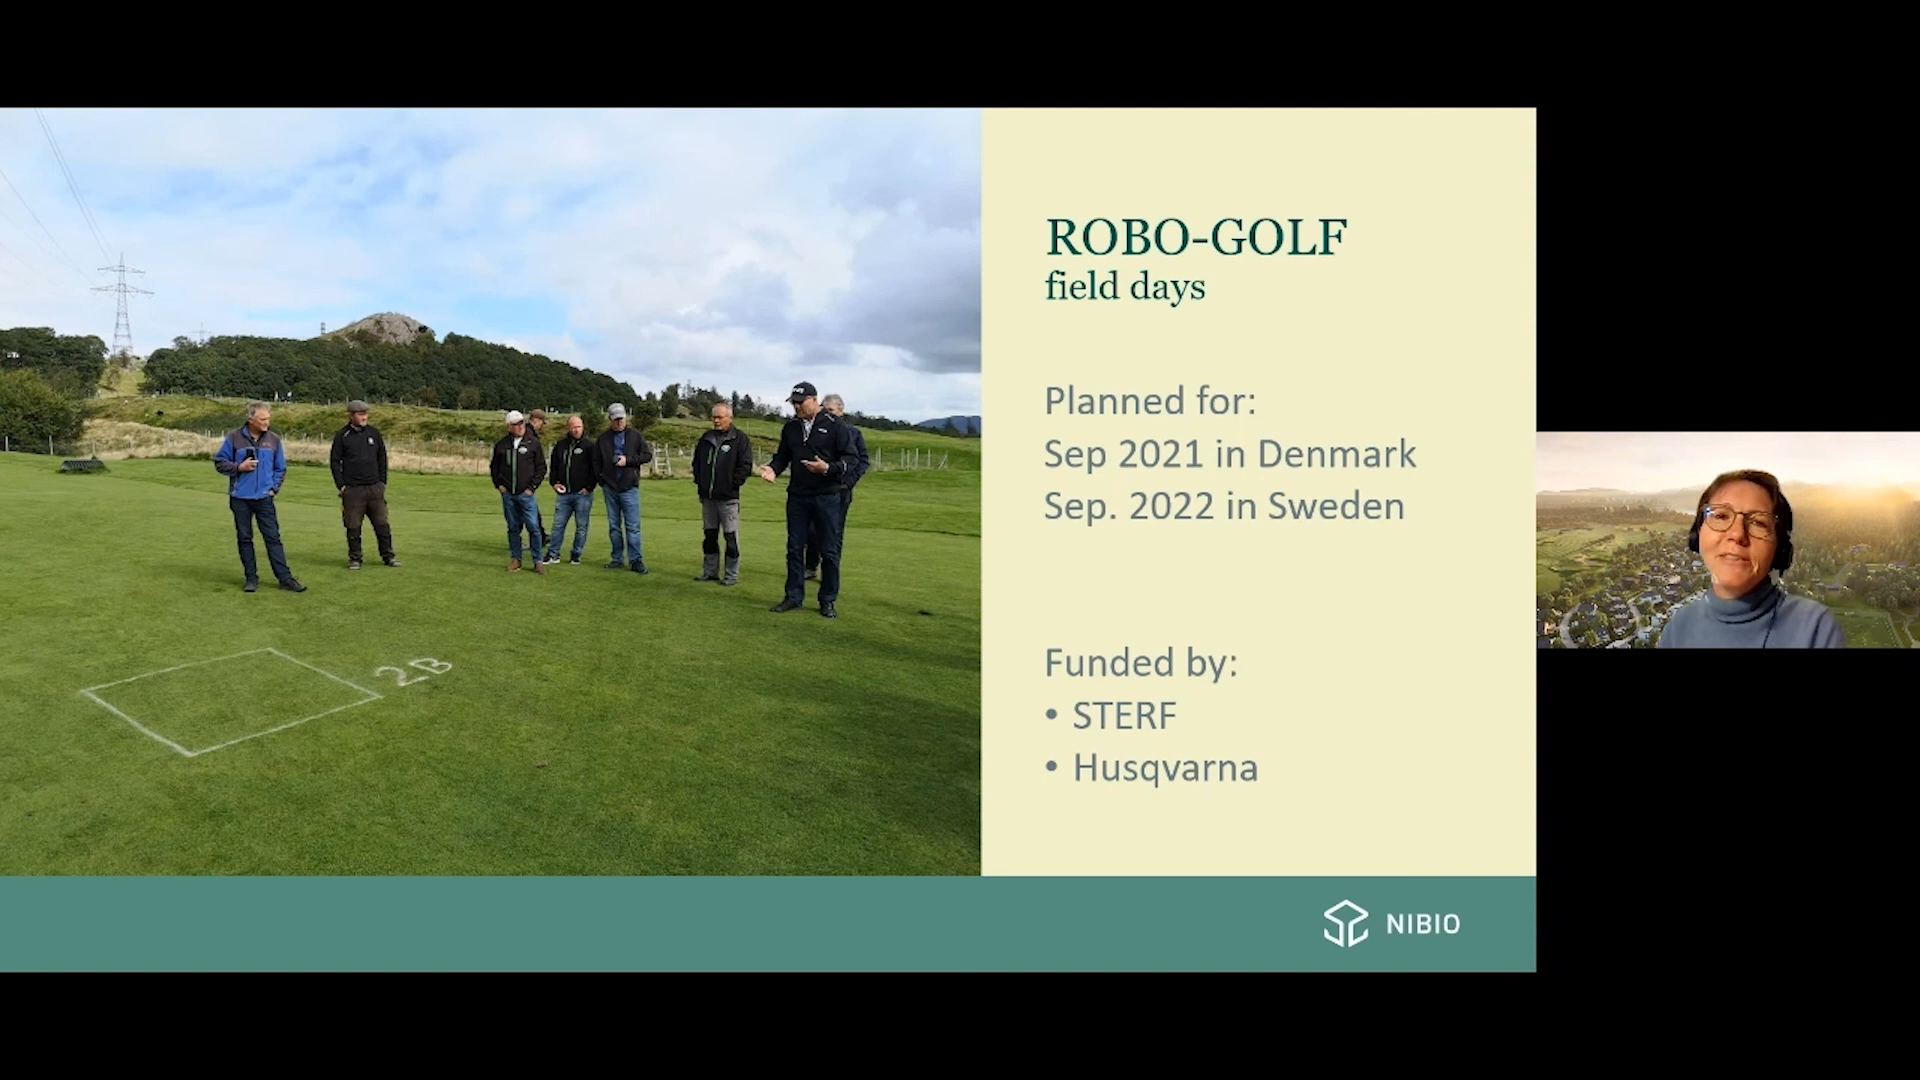 ROBO-GOLF
field days
Planned for:
Sep 2021 in Denmark
Sep. 2022 in Sweden
Funded by:
• STERF
• Husqvarna
2B
NIBIO